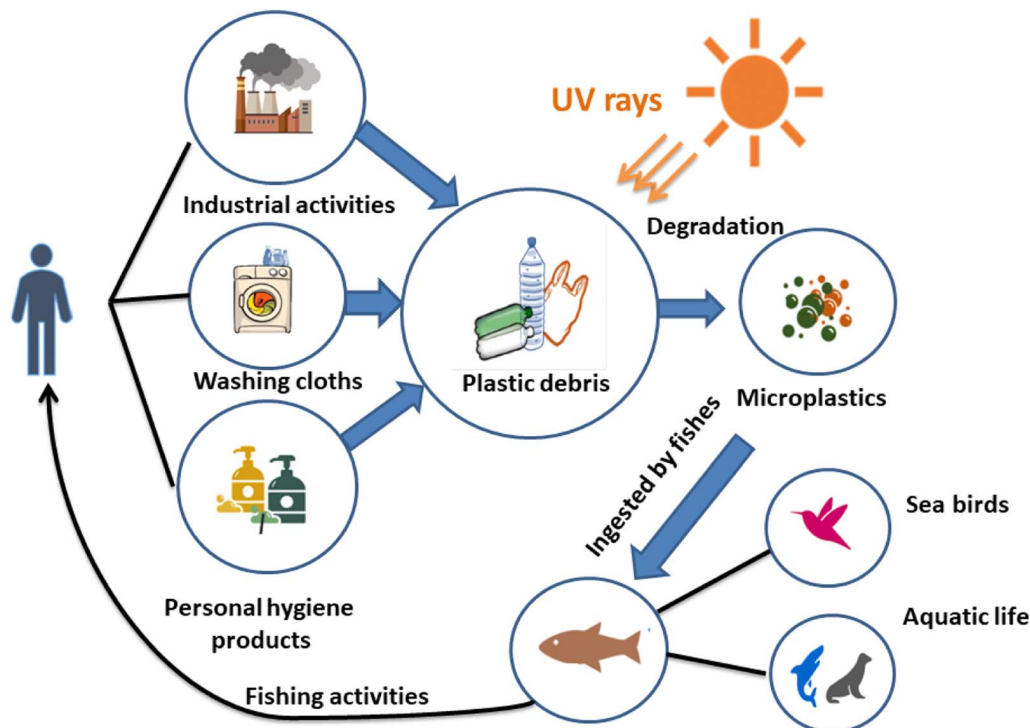 UV rays
Industrial activities
Degradation
Washing cloths
Plastic debris
Microplastics
Ingested by fishes
Sea birds
Personal hygiene
products
Aquatic life
Fishing activities